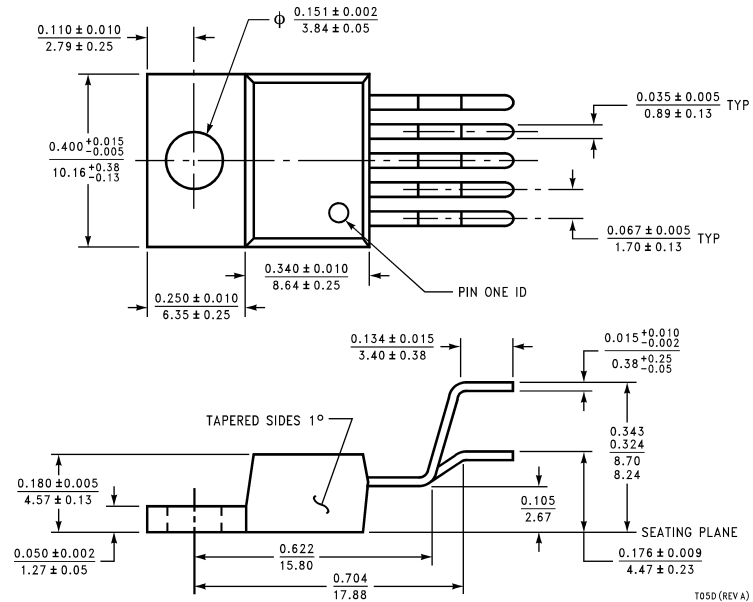 0.110 ± 0.010
2.79 ± 0.25
ϕ 0.151 ± 0.002
3.84 ± 0.05
0.035 ± 0.005 TYP
0.89 ± 0.13
0.400 +0.015 -0.005
10.16 +0.38 -0.13
0.067 ± 0.005 TYP
1.70 ± 0.13
0.340 ± 0.010
8.64 ± 0.25
0.250 ± 0.010
6.35 ± 0.25
PIN ONE ID
0.134 ± 0.015
3.40 ± 0.38
0.015 +0.010 -0.002
0.38 +0.25 -0.05
TAPERED SIDES 1°
0.343
0.324
8.70
8.24
0.180 ±0.005
4.57 ± 0.13
0.105
2.67
SEATING PLANE
0.050 ±0.002
1.27 ± 0.05
0.622
15.80
0.176 ± 0.009
4.47 ± 0.23
0.704
17.88
T05D (REV A)